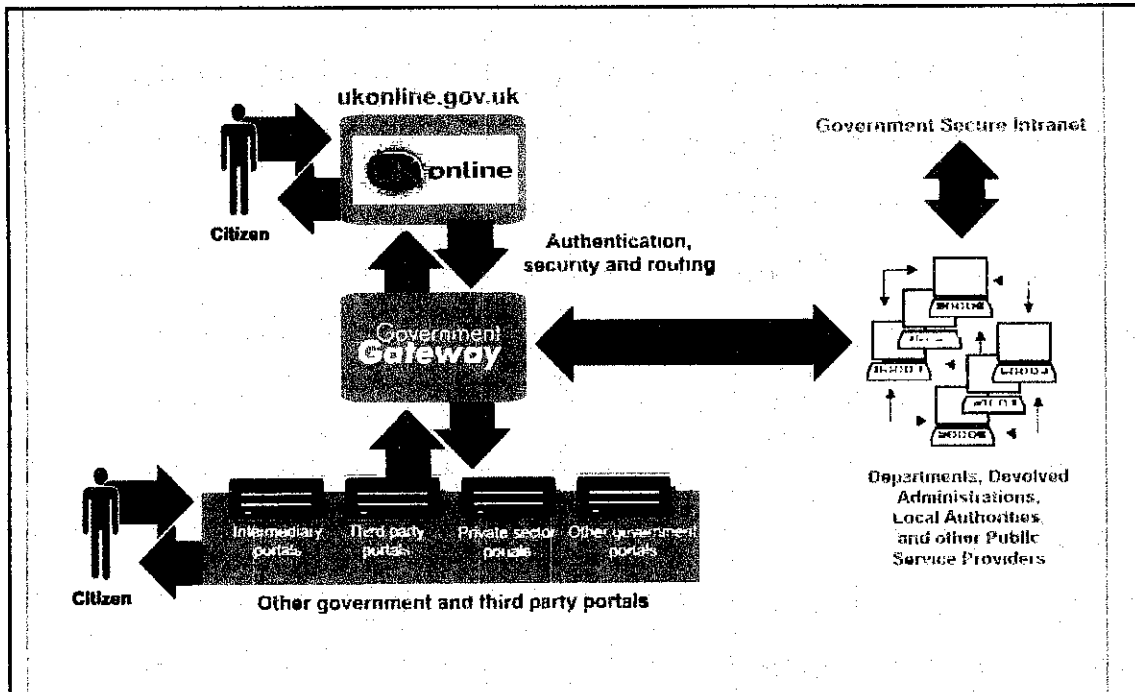 ukonline.gov.uk
online
Citizen
Government Secure Intranet
Authentication,
security and routing
Government
Gateway
Departments, Devolved
Administrations,
Local Authorities
and other Public
Service Providers
Intermediary
portals
Third party
portals
Private sector
Other government
portals
Citizen
Other government and third party portals